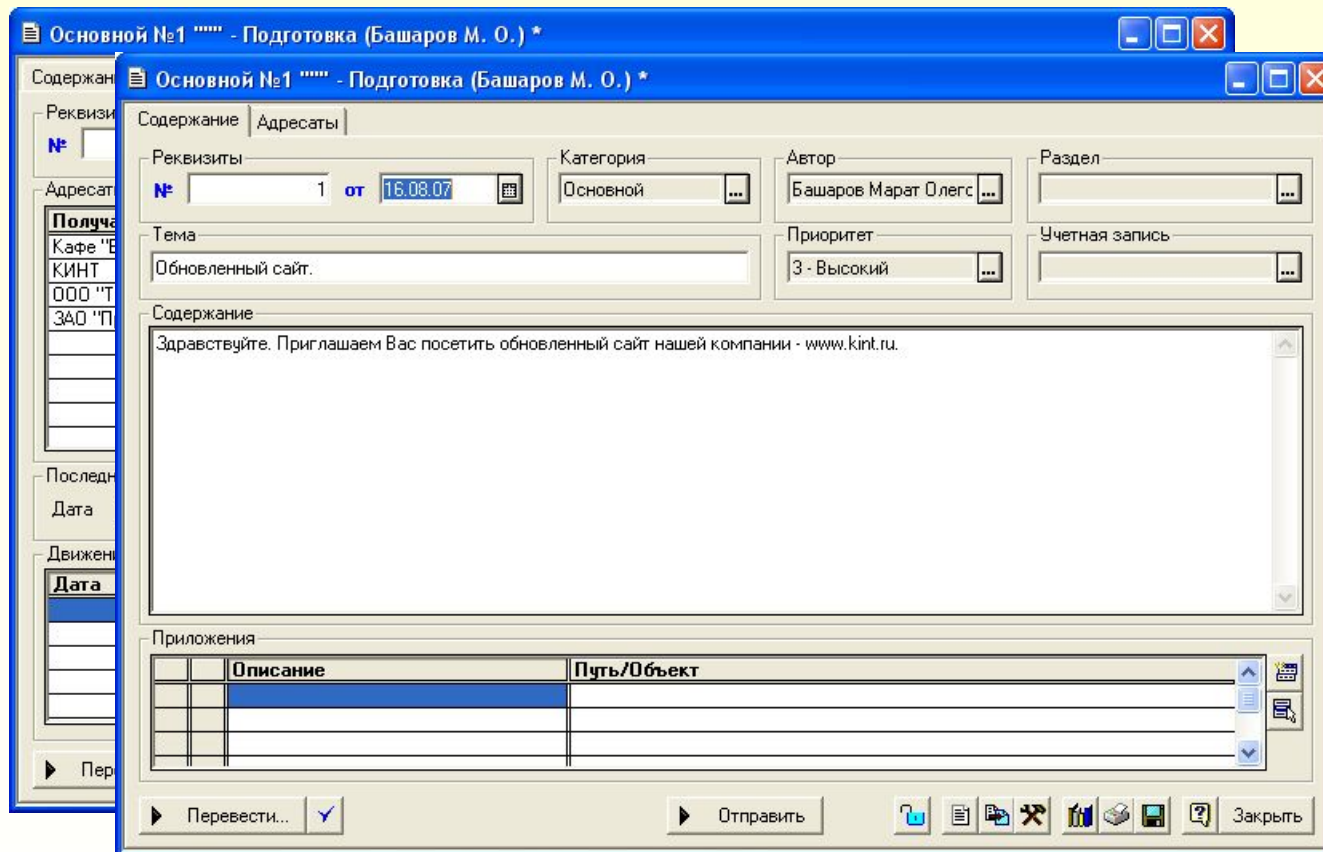 Основной №1 """ - Подготовка (Башаров М. О.) *
Содержан
Реквизи
№
Адресат
Получа
Кафе "Б
КИНТ
ООО "Т
ЗАО "П
Последн
Дата
Движени
Дата
Пер
Основной №1 """ - Подготовка (Башаров М. О.) *
Содержание Адресаты
Реквизиты Категория Автор Раздел
№ 1 от 16.08.07 Основной ... Башаров Марат Олегс ... ...
Тема Приоритет Учетная запись
Обновленный сайт. 3 - Высокий ... ...
Содержание
Здравствуйте. Приглашаем Вас посетить обновленный сайт нашей компании - www.kint.ru.
Приложения
Описание Путь/Объект
Перевести... Отправить Закрыть